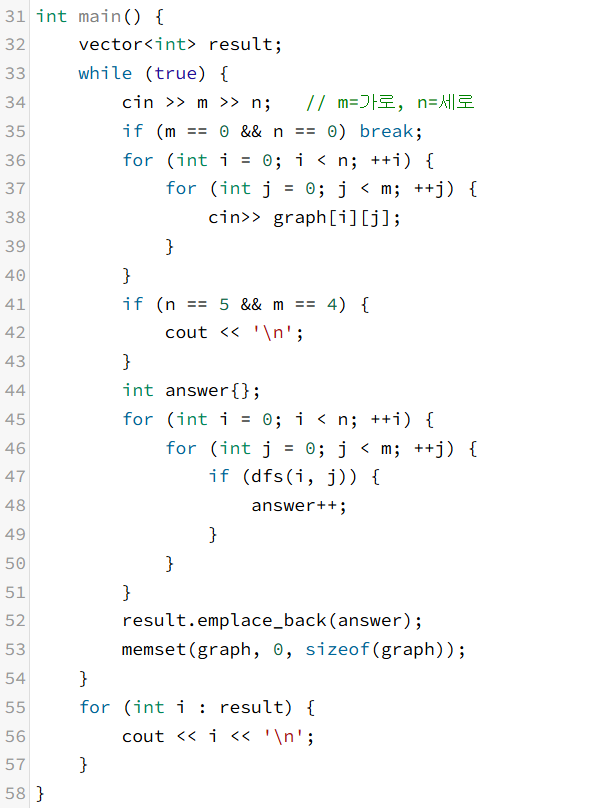 31 int main() {
32     vector<int> result;
33     while (true) {
34         cin >> m >> n;   // m=가로, n=세로
35         if (m == 0 && n == 0) break;
36         for (int i = 0; i < n; ++i) {
37             for (int j = 0; j < m; ++j) {
38                 cin>> graph[i][j];
39             }
40         }
41         if (n == 5 && m == 4) {
42             cout << '\n';
43         }
44         int answer{};
45         for (int i = 0; i < n; ++i) {
46             for (int j = 0; j < m; ++j) {
47                 if (dfs(i, j)) {
48                     answer++;
49                 }
50             }
51         }
52         result.emplace_back(answer);
53         memset(graph, 0, sizeof(graph));
54     }
55     for (int i : result) {
56         cout << i << '\n';
57     }
58 }